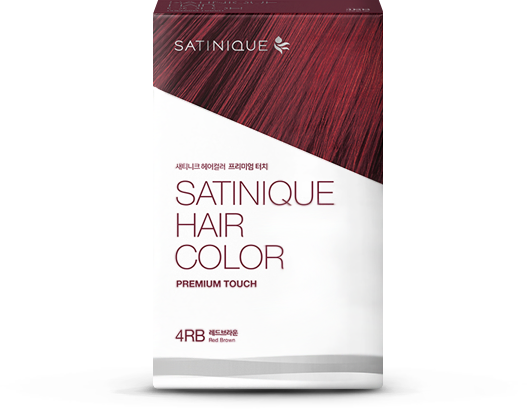 SATINIQUE
새티니크 헤어컬러 프리미엄 터치
SATINIQUE
HAIR
COLOR
PREMIUM TOUCH
4RB 레드브라운
Red Brown